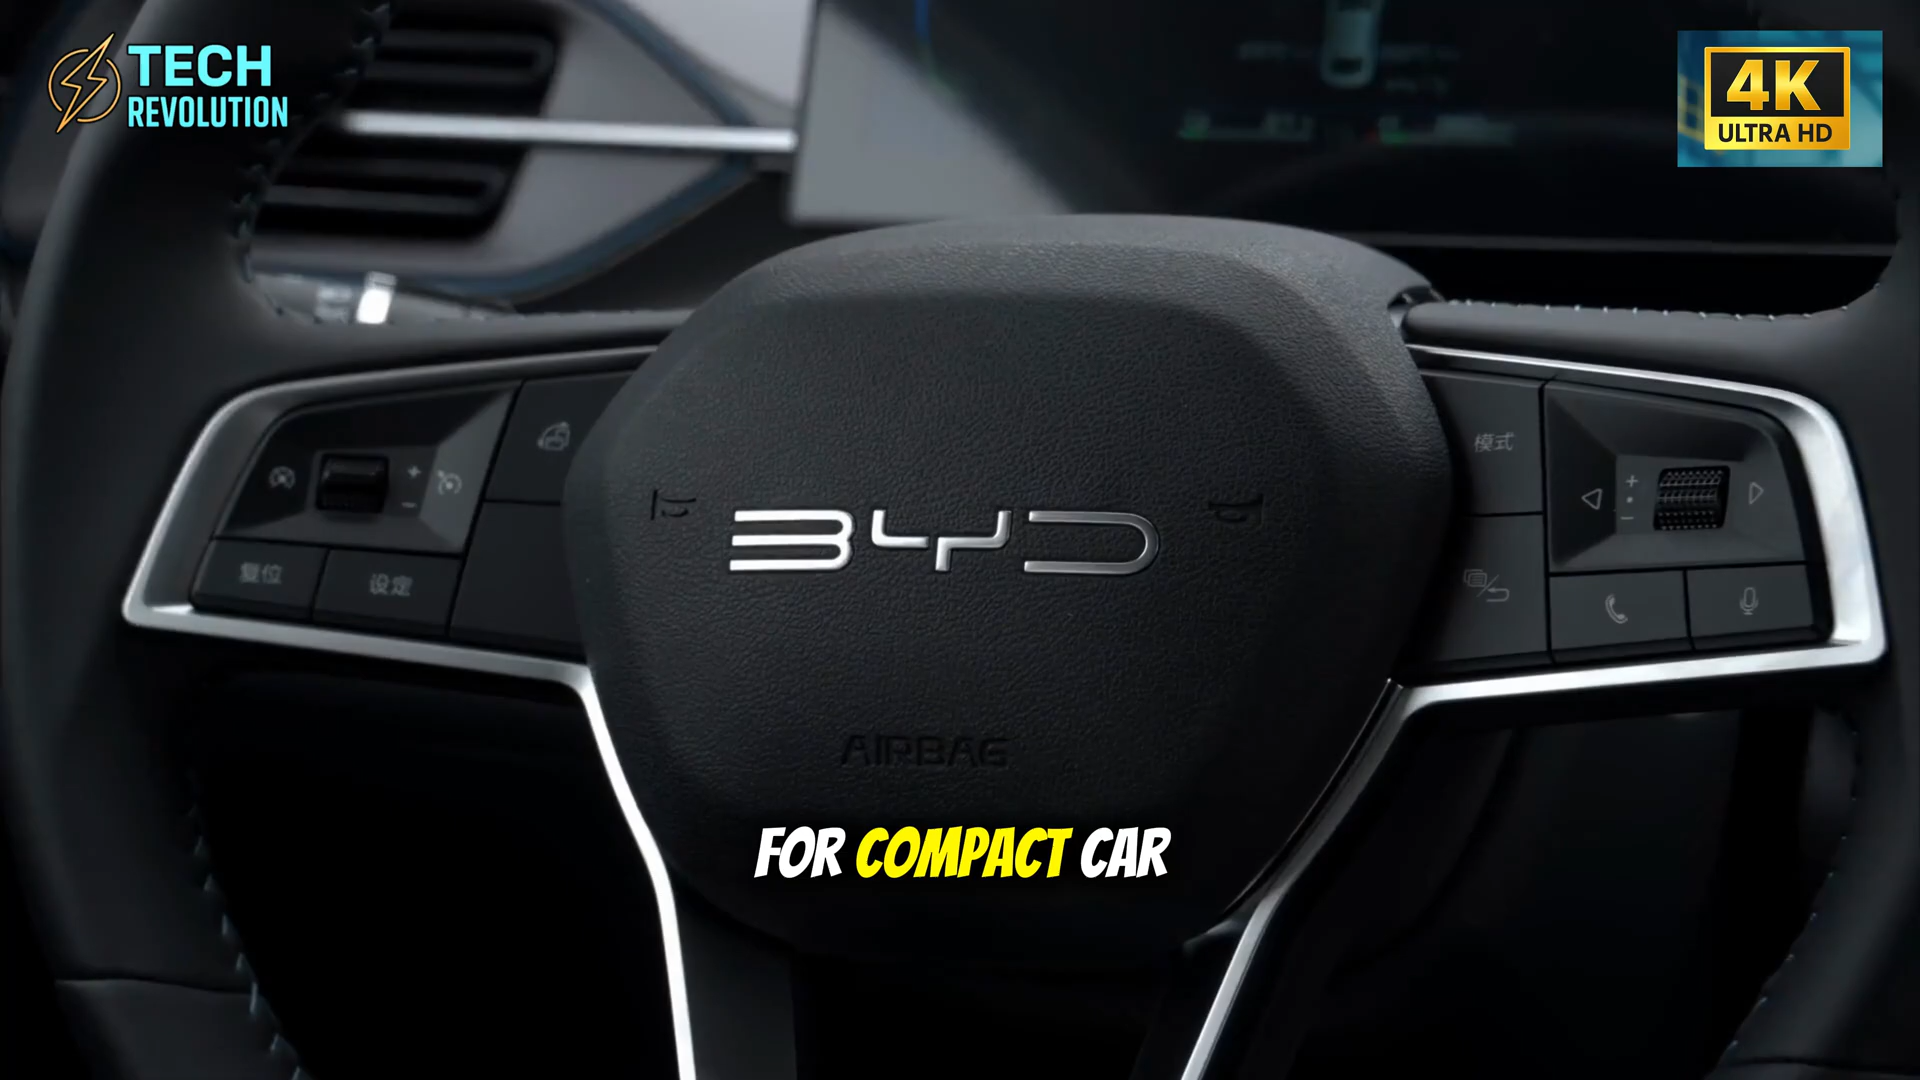 TECH
REVOLUTION
4K
ULTRA HD
模式
BYD
复位
设定
AIRBAG
FOR COMPACT CAR